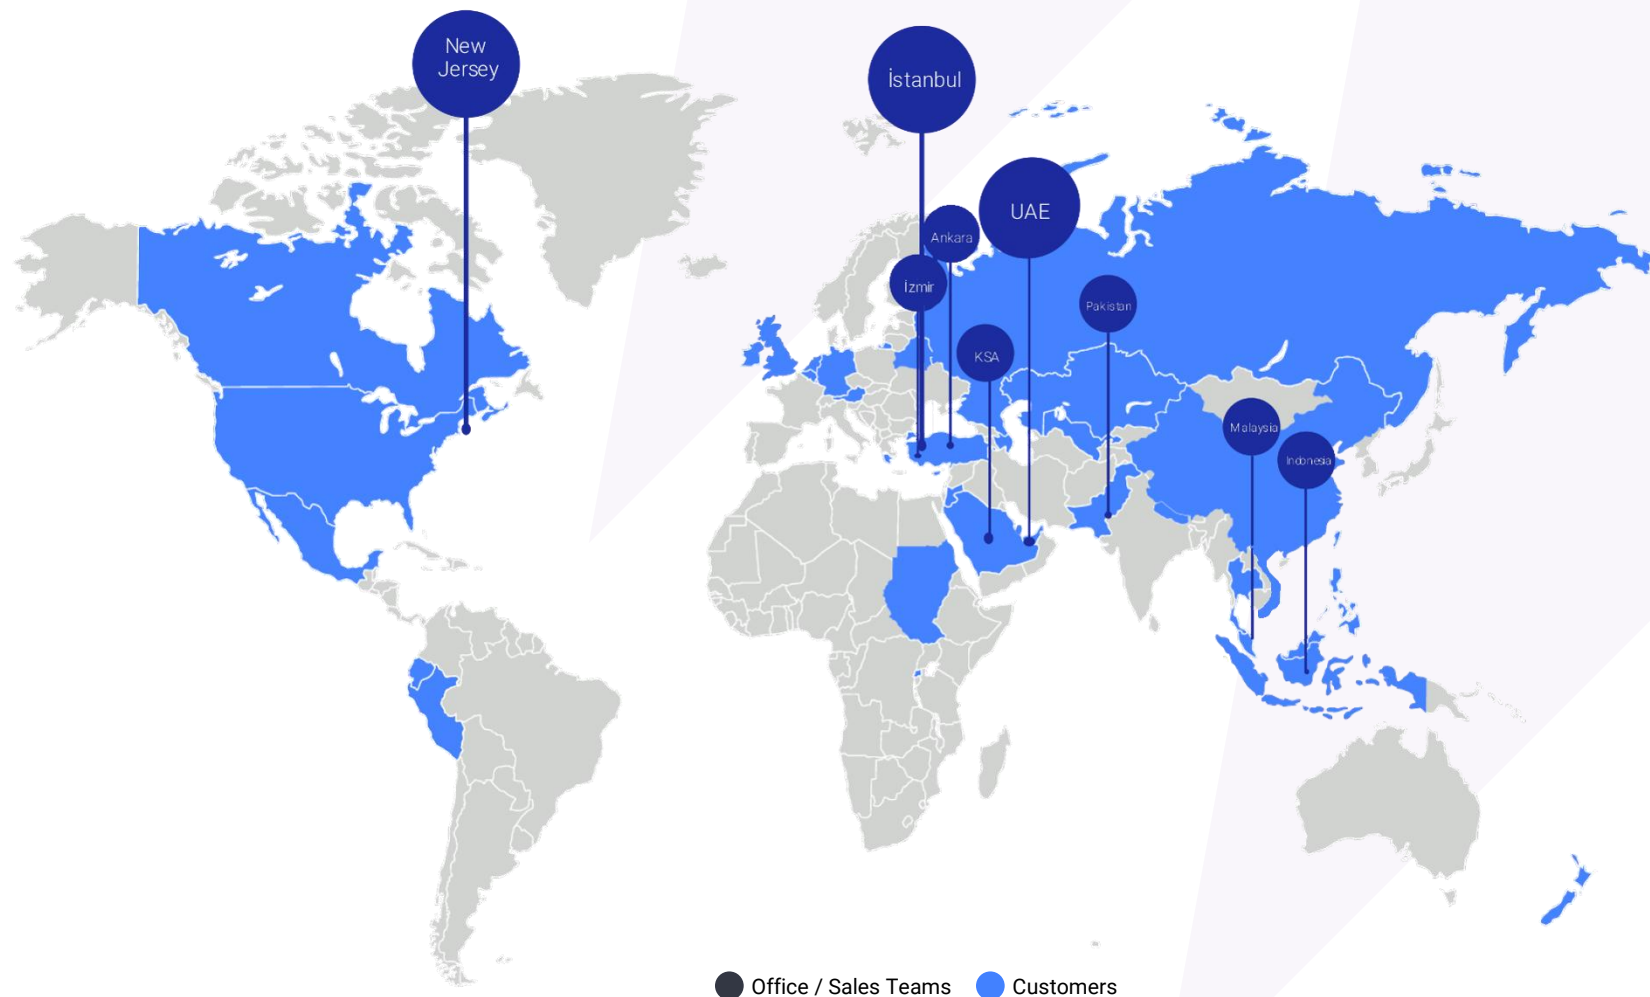 New
Jersey
İstanbul
UAE
Ankara
İzmir
Pakistan
KSA
Malaysia
Indonesia
Office / Sales Teams
Customers